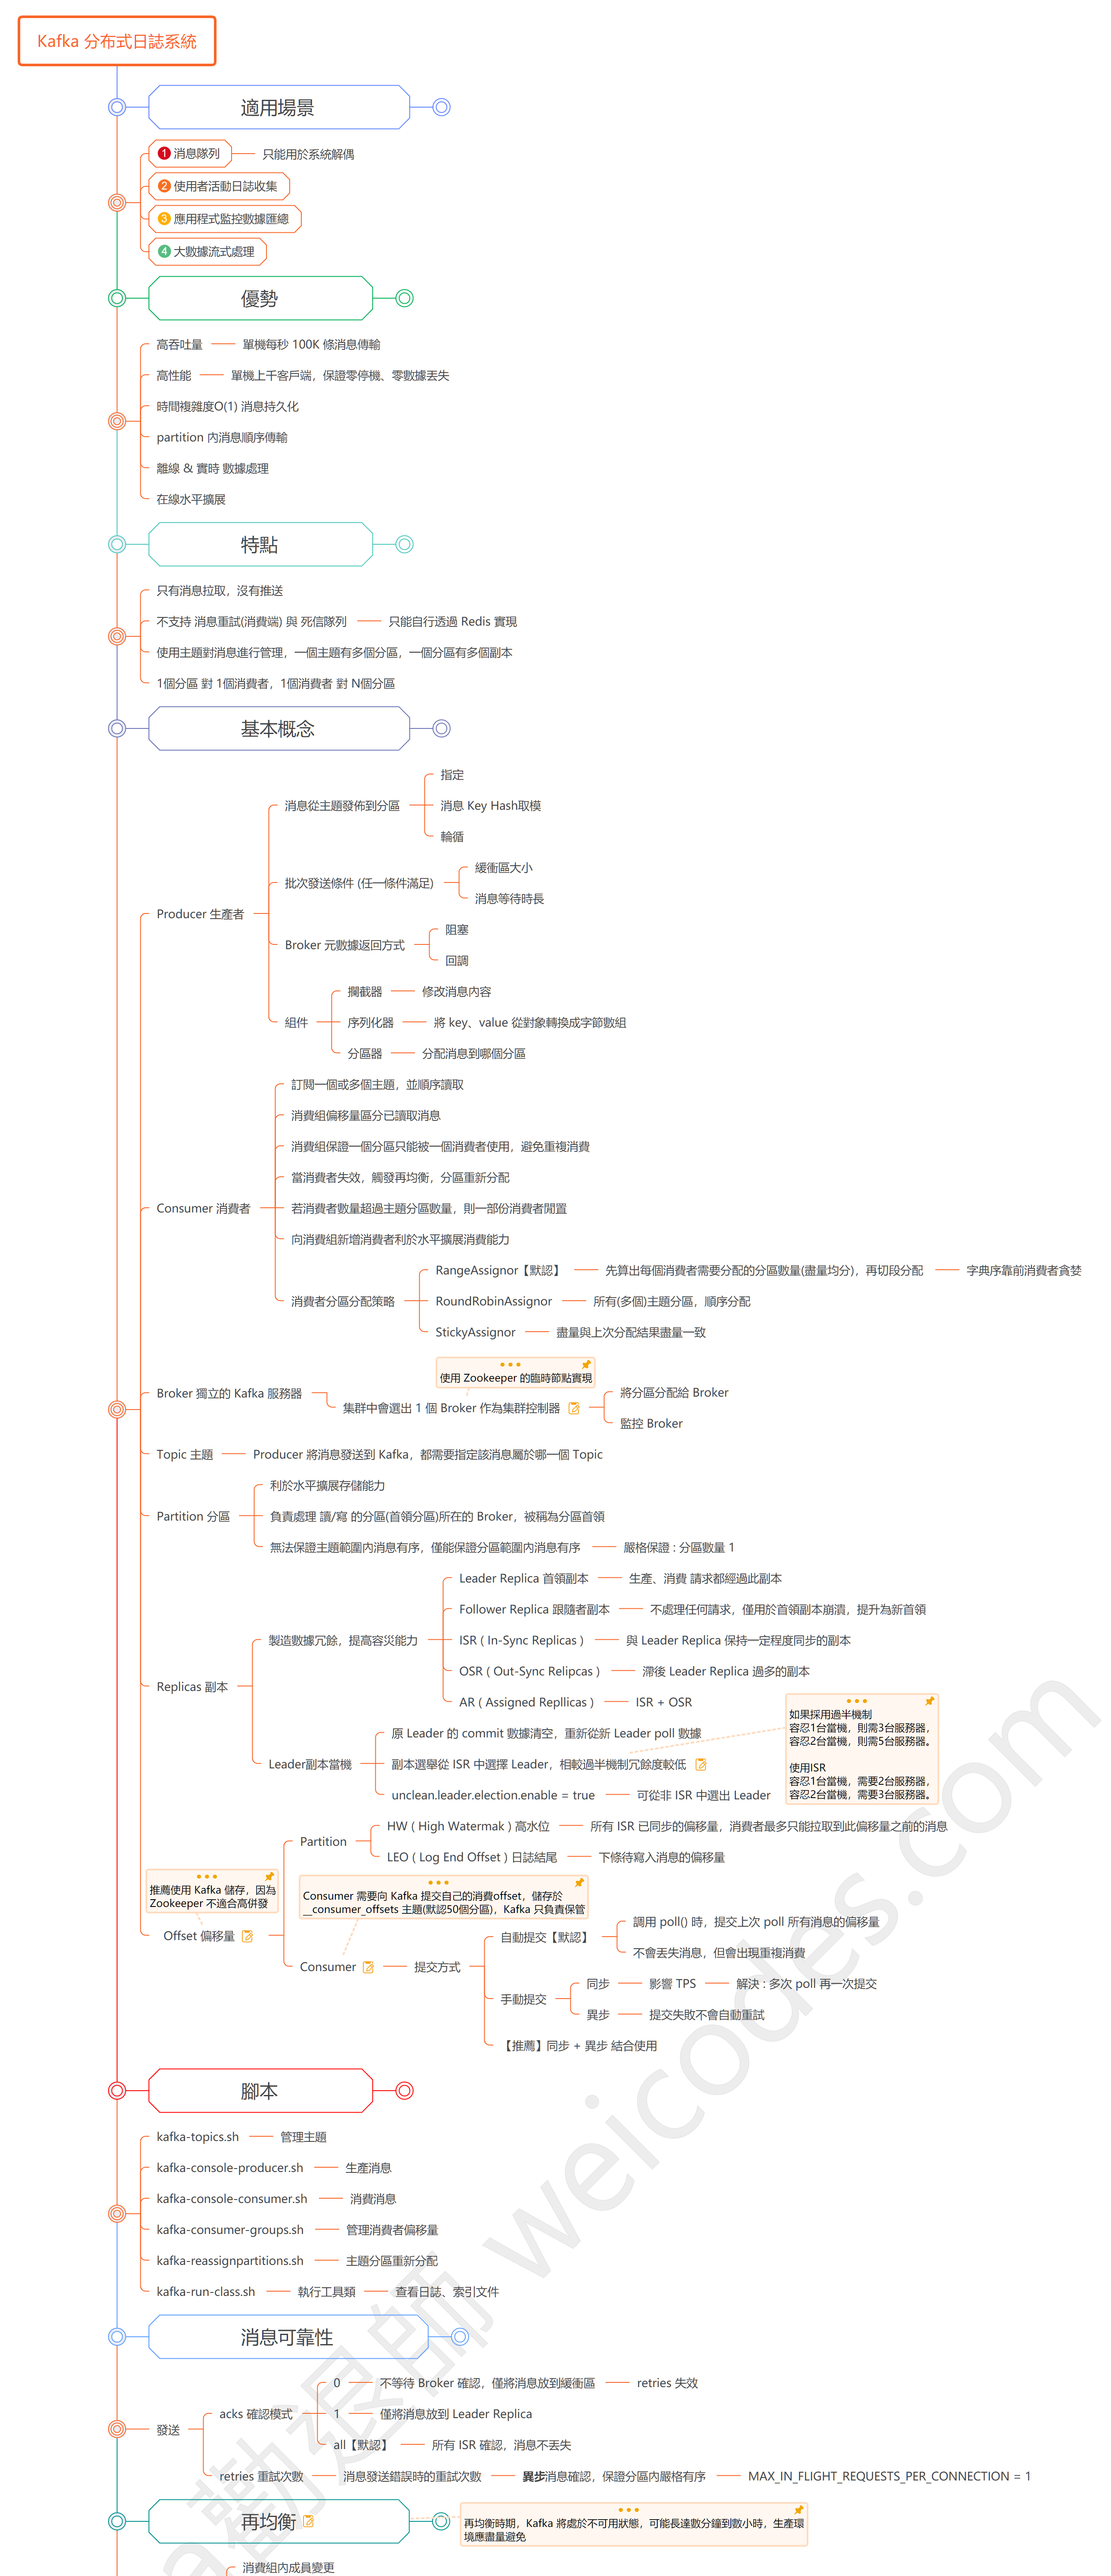 Kafka 分布式日誌系統
適用場景
1 消息隊列
只能用於系統解偶
2 使用者活動日誌收集
3 應用程式監控數據匯總
4 大數據流式處理
優勢
高吞吐量
單機每秒 100K 條消息傳輸
高性能
單機上千客戶端，保證零停機、零數據丟失
時間複雜度O(1) 消息持久化
partition 內消息順序傳輸
離線 & 實時 數據處理
在線水平擴展
特點
只有消息拉取，沒有推送
不支持 消息重試(消費端) 與 死信隊列
只能自行透過 Redis 實現
使用主題對消息進行管理，一個主題有多個分區，一個分區有多個副本
1個分區 對 1個消費者，1個消費者 對 N個分區
基本概念
Producer 生產者
消息從主題發佈到分區
指定
消息 Key Hash取模
輪循
批次發送條件 (任一條件滿足)
緩衝區大小
消息等待時長
Broker 元數據返回方式
阻塞
回調
組件
攔截器
修改消息內容
序列化器
將 key、value 從對象轉換成字節數組
分區器
分配消息到哪個分區
Consumer 消費者
訂閱一個或多個主題，並順序讀取
消費組偏移量區分已讀取消息
消費組保證一個分區只能被一個消費者使用，避免重複消費
當消費者失效，觸發再均衡，分區重新分配
若消費者數量超過主題分區數量，則一部份消費者閒置
向消費組新增消費者利於水平擴展消費能力
消費者分區分配策略
RangeAssignor【默認】
先算出每個消費者需要分配的分區數量(盡量均分)，再切段分配
字典序靠前消費者貪婪
RoundRobinAssignor
所有(多個)主題分區，順序分配
StickyAssignor
盡量與上次分配結果盡量一致
Broker 獨立的 Kafka 服務器
使用 Zookeeper 的臨時節點實現
集群中會選出 1 個 Broker 作為集群控制器
將分區分配給 Broker
監控 Broker
Topic 主題
Producer 將消息發送到 Kafka，都需要指定該消息屬於哪一個 Topic
Partition 分區
利於水平擴展存儲能力
負責處理 讀/寫 的分區(首領分區)所在的 Broker，被稱為分區首領
無法保證主題範圍內消息有序，僅能保證分區範圍內消息有序
嚴格保證 : 分區數量 1
Replicas 副本
製造數據冗餘，提高容災能力
Leader Replica 首領副本
生產、消費 請求都經過此副本
Follower Replica 跟隨者副本
不處理任何請求，僅用於首領副本崩潰，提升為新首領
ISR ( In-Sync Replicas )
與 Leader Replica 保持一定程度同步的副本
OSR ( Out-Sync Relipcas )
滯後 Leader Replica 過多的副本
AR ( Assigned Repllicas )
ISR + OSR
Leader副本當機
原 Leader 的 commit 數據清空，重新從新 Leader poll 數據
副本選舉從 ISR 中選擇 Leader，相較過半機制冗餘度較低
如果採用過半機制
容忍1台當機，則需3台服務器，
容忍2台當機，則需5台服務器。
使用ISR
容忍1台當機，需要2台服務器，
容忍2台當機，需要3台服務器。
unclean.leader.election.enable = true
可從非 ISR 中選出 Leader
推薦使用 Kafka 儲存，因為
Zookeeper 不適合高併發
Offset 偏移量
Partition
HW ( High Watermak ) 高水位
所有 ISR 已同步的偏移量，消費者最多只能拉取到此偏移量之前的消息
LEO ( Log End Offset ) 日誌結尾
下條待寫入消息的偏移量
Consumer 需要向 Kafka 提交自己的消費offset，儲存於
__consumer_offsets 主題(默認50個分區)，Kafka 只負責保管
Consumer
提交方式
自動提交【默認】
調用 poll() 時，提交上次 poll 所有消息的偏移量
不會丟失消息，但會出現重複消費
手動提交
同步
影響 TPS
解決 : 多次 poll 再一次提交
異步
提交失敗不會自動重試
【推薦】同步 + 異步 結合使用
腳本
kafka-topics.sh
管理主題
kafka-console-producer.sh
生產消息
kafka-console-consumer.sh
消費消息
kafka-consumer-groups.sh
管理消費者偏移量
kafka-reassignpartitions.sh
主題分區重新分配
kafka-run-class.sh
執行工具類
查看日誌、索引文件
消息可靠性
發送
acks 確認模式
0
不等待 Broker 確認，僅將消息放到緩衝區
retries 失效
1
僅將消息放到 Leader Replica
all【默認】
所有 ISR 確認，消息不丟失
retries 重試次數
消息發送錯誤時的重試次數
異步消息確認，保證分區內嚴格有序
MAX_IN_FLIGHT_REQUESTS_PER_CONNECTION = 1
再均衡
再均衡時期，Kafka 將處於不可用狀態，可能長達數分鐘到數小時，生產環
境應盡量避免
消費組內成員變更
勸退師 weicodes.com